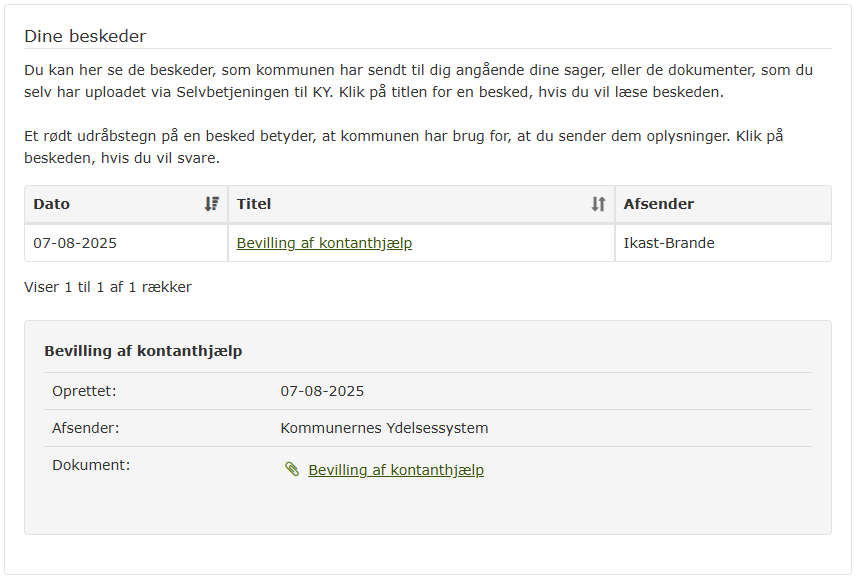 Dine beskeder
Du kan her se de beskeder, som kommunen har sendt til dig angående dine sager, eller de dokumenter, som du
selv har uploadet via Selvbetjeningen til KY. Klik på titlen for en besked, hvis du vil læse beskeden.
Et rødt udråbstegn på en besked betyder, at kommunen har brug for, at du sender dem oplysninger. Klik på
beskeden, hvis du vil svare.
Dato Titel Afsender
07-08-2025 Bevilling af kontanthjælp Ikast-Brande
Viser 1 til 1 af 1 rækker
Bevilling af kontanthjælp
Oprettet: 07-08-2025
Afsender: Kommunernes Ydelsessystem
Dokument: Bevilling af kontanthjælp